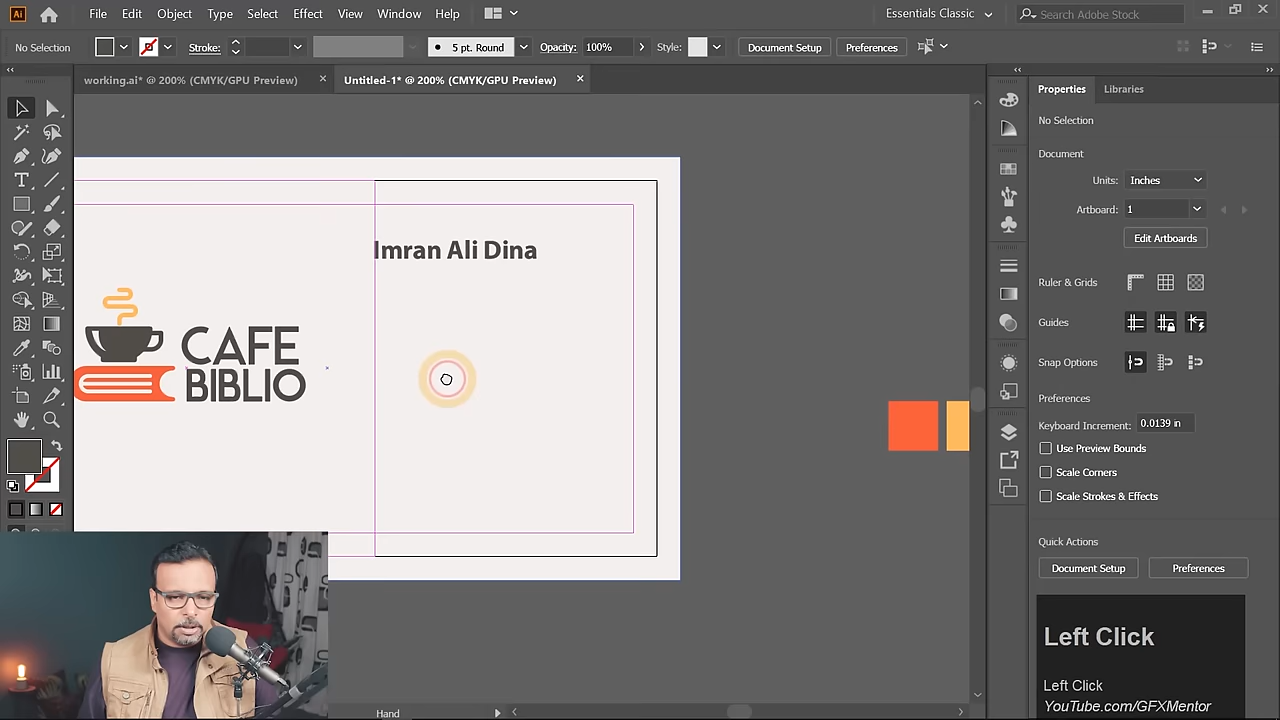 Ai File Edit Object Type Select Effect View Window Help Essentials Classic Search Adobe Stock
No Selection Stroke: 5 pt. Round Opacity: 100% Style: Document Setup Preferences
working.ai* @ 200% (CMYK/GPU Preview) × Untitled-1* @ 200% (CMYK/GPU Preview) ×
Properties Libraries
No Selection
Document
Units: Inches
Artboard: 1
Edit Artboards
Ruler & Grids
Guides
Snap Options
Preferences
Keyboard Increment: 0.0139 in
Use Preview Bounds
Scale Corners
Scale Strokes & Effects
Quick Actions
Document Setup Preferences
Imran Ali Dina
CAFE
BIBLIO
Left Click
Left Click
YouTube.com/GFXMentor
Hand